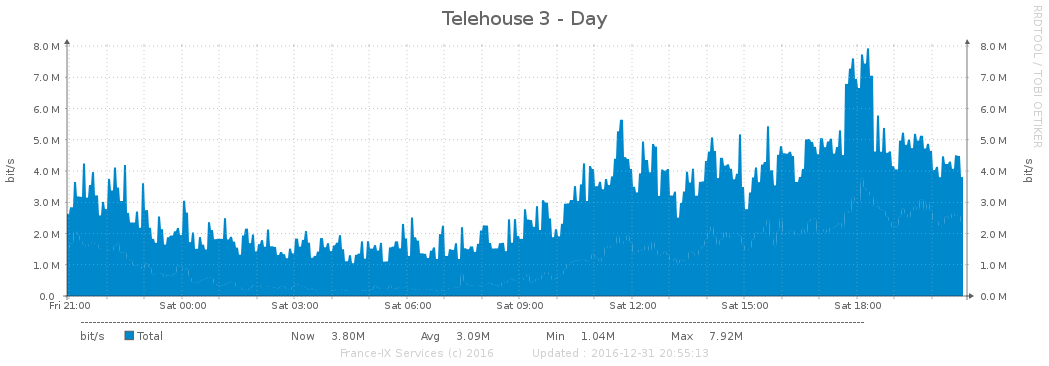 Telehouse 3 - Day
RRDTOOL / TOBI OETIKER
bit/s
bit/s
8.0 M 8.0 M
7.0 M 7.0 M
6.0 M 6.0 M
5.0 M 5.0 M
4.0 M 4.0 M
3.0 M 3.0 M
2.0 M 2.0 M
1.0 M 1.0 M
0.0 0.0 M
Fri 21:00 Sat 00:00 Sat 03:00 Sat 06:00 Sat 09:00 Sat 12:00 Sat 15:00 Sat 18:00
bit/s Total Now 3.80M Avg 3.09M Min 1.04M Max 7.92M
France-IX Services (c) 2016 Updated : 2016-12-31 20:55:13